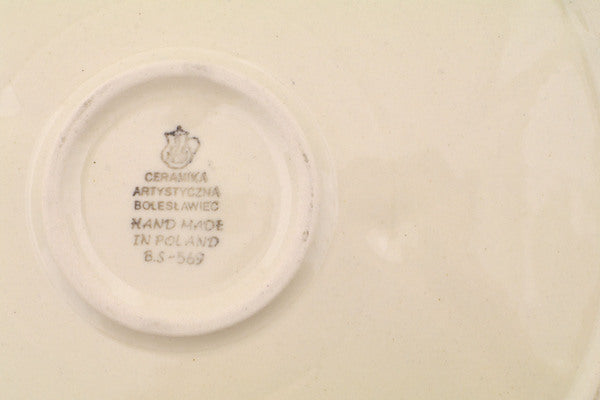 CERAMIKA
ARTYSTYCZNA
BOLESŁAWIEC
HAND MADE
IN POLAND
B.S-569